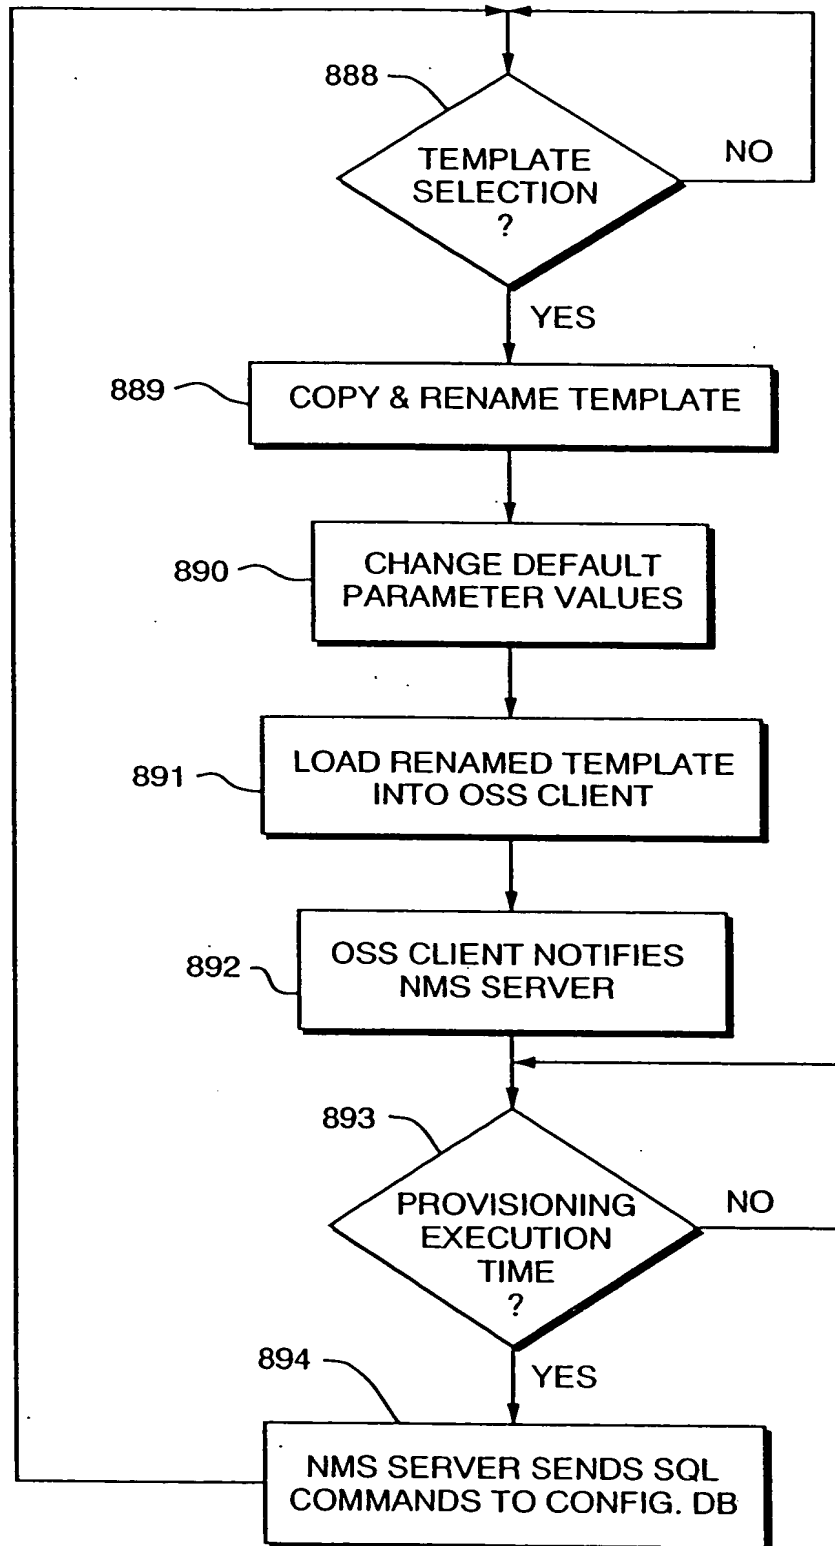 888
TEMPLATE
SELECTION
?
NO
YES
889
COPY & RENAME TEMPLATE
890
CHANGE DEFAULT
PARAMETER VALUES
891
LOAD RENAMED TEMPLATE
INTO OSS CLIENT
892
OSS CLIENT NOTIFIES
NMS SERVER
893
PROVISIONING
EXECUTION
TIME
?
NO
YES
894
NMS SERVER SENDS SQL
COMMANDS TO CONFIG. DB